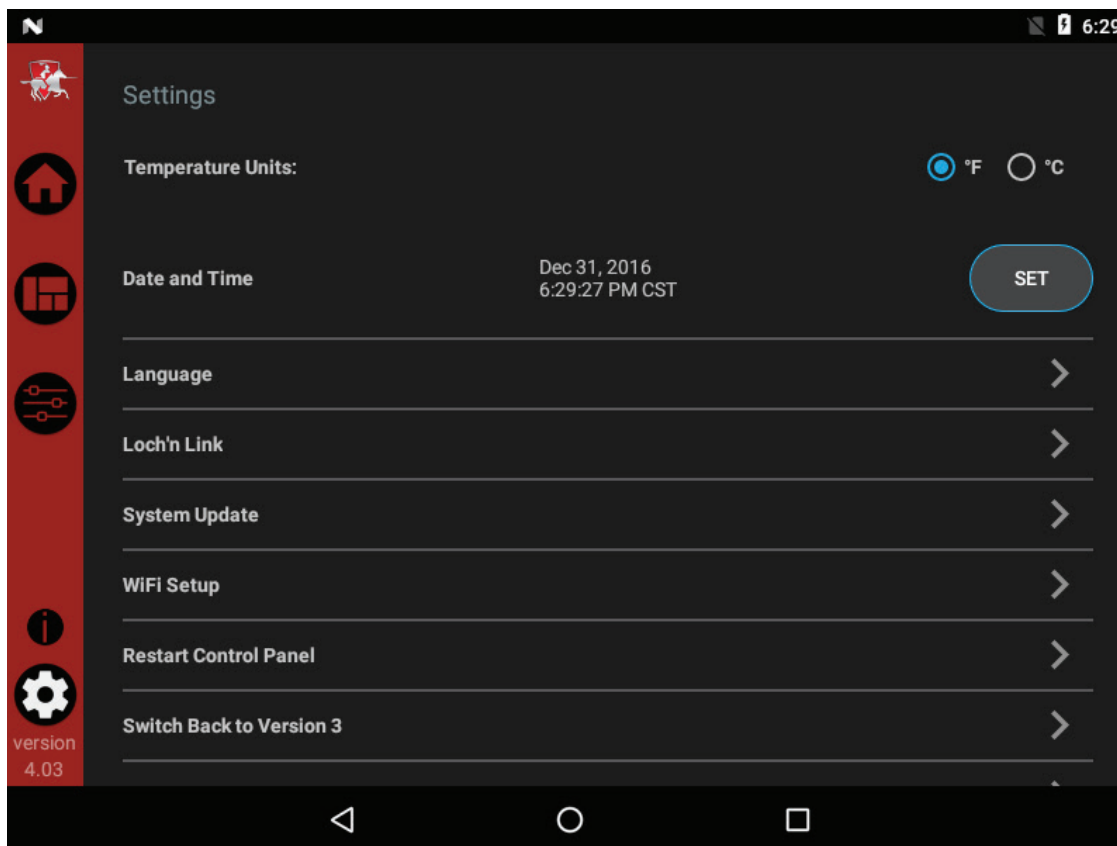 6:29
Settings
Temperature Units:
°F
°C
Date and Time
Dec 31, 2016
6:29:27 PM CST
SET
Language
Loch'n Link
System Update
WiFi Setup
Restart Control Panel
Switch Back to Version 3
version
4.03